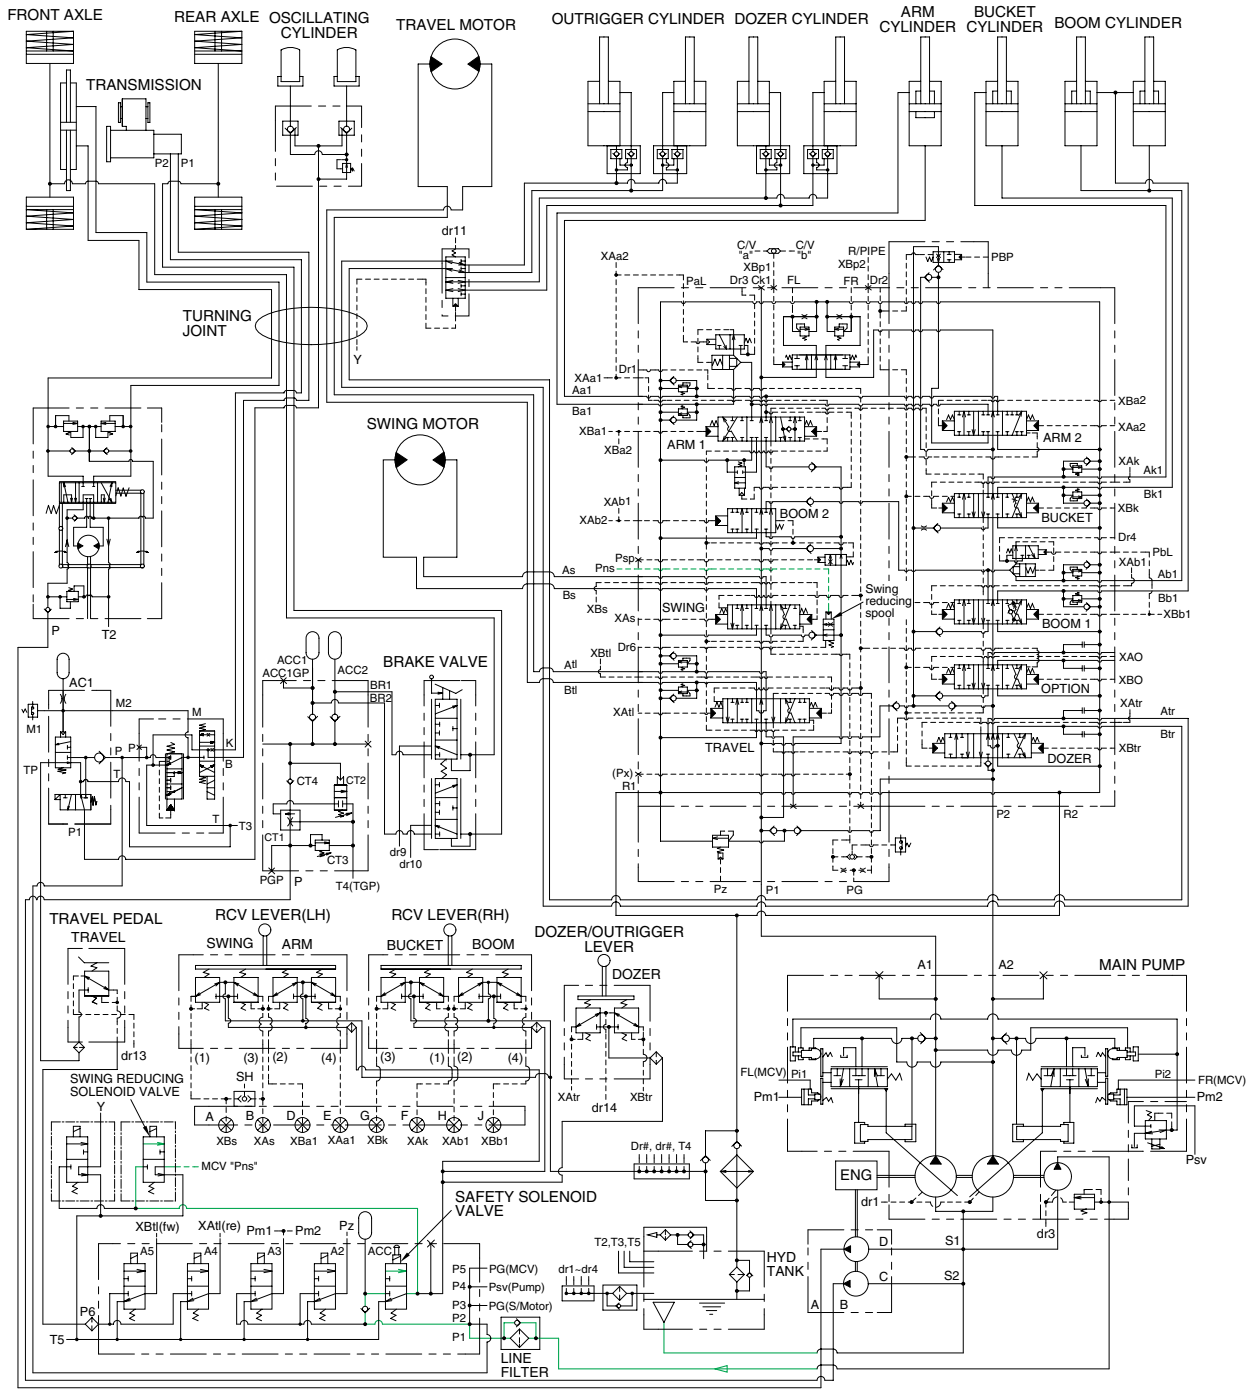 FRONT AXLE
REAR AXLE
OSCILLATING
CYLINDER
TRAVEL MOTOR
OUTRIGGER CYLINDER
DOZER CYLINDER
ARM
CYLINDER
BUCKET
CYLINDER
BOOM CYLINDER
TRANSMISSION
P2
P1
dr11
TURNING
JOINT
Y
XAa2
C/V
"a"
C/V
"b"
XBp1
R/PIPE
XBp2
PBP
PaL
Dr3
Ck1
FL
FR
Dr2
Dr1
XAa1
Aa1
Ba1
XBa1
XBa2
ARM 1
XBa2
XAa2
ARM 2
XAk
Ak1
Bk1
XBk
BUCKET
SWING MOTOR
XAb1
XAb2
BOOM 2
Psp
Pns
Dr4
PbL
XAb1
Ab1
Bb1
XBb1
BOOM 1
As
Bs
XBs
XAs
SWING
Swing
reducing
spool
Dr6
XBtl
Atl
Btl
XAtl
TRAVEL
XAO
XBO
OPTION
XAtr
Atr
Btr
XBtr
DOZER
(Px)
R1
P2
R2
Pz
P1
PG
P
T2
AC1
M2
M1
M
K
B
P
Px
TP
T
T
T3
P1
ACC1
ACC1GP
ACC2
BR1
BR2
CT4
CT2
CT1
CT3
PGP
P
T4(TGP)
BRAKE VALVE
dr9
dr10
TRAVEL PEDAL
TRAVEL
dr13
RCV LEVER(LH)
SWING
ARM
RCV LEVER(RH)
BUCKET
BOOM
DOZER/OUTRIGGER
LEVER
DOZER
XAtr
XBtr
dr14
(1)
(3)
(2)
(4)
(3)
(1)
(2)
(4)
SH
A
B
D
E
G
F
H
J
XBs
XAs
XBa1
XAa1
XBk
XAk
XAb1
XBb1
SWING REDUCING
SOLENOID VALVE
Y
MCV "Pns"
SAFETY SOLENOID
VALVE
XBtl(fw)
XAtl(re)
Pm1
Pm2
Pz
A5
A4
A3
A2
ACC
P6
T5
P5
PG(MCV)
P4
Psv(Pump)
P3
PG(S/Motor)
P2
P1
LINE
FILTER
Dr#, dr#, T4
T2,T3,T5
dr1~dr4
HYD
TANK
A1
A2
MAIN PUMP
FL(MCV)
Pi1
Pm1
Pi2
FR(MCV)
Pm2
Psv
ENG
dr1
dr3
D
S1
C
S2
A
B